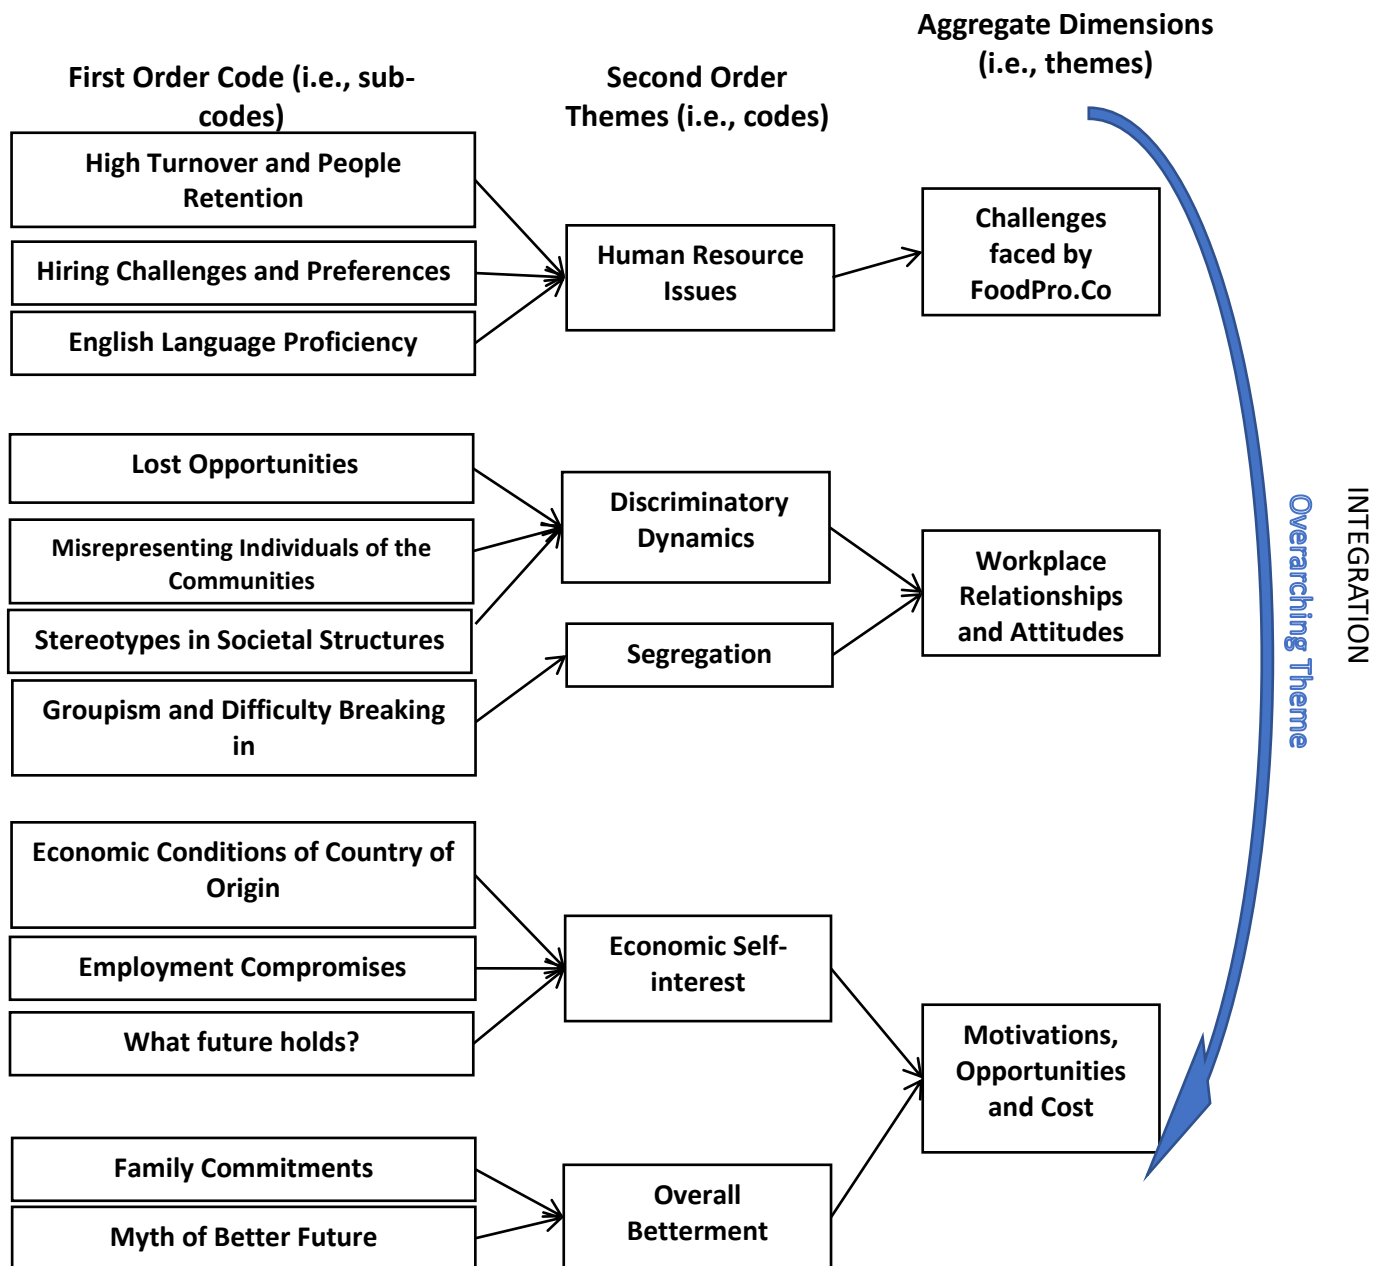 Aggregate Dimensions
(i.e., themes)
First Order Code (i.e., sub-
codes)
Second Order
Themes (i.e., codes)
High Turnover and People
Retention
Hiring Challenges and Preferences
English Language Proficiency
Human Resource
Issues
Challenges
faced by
FoodPro.Co
Lost Opportunities
Misrepresenting Individuals of the
Communities
Stereotypes in Societal Structures
Groupism and Difficulty Breaking
in
Discriminatory
Dynamics
Segregation
Workplace
Relationships
and Attitudes
Economic Conditions of Country of
Origin
Employment Compromises
What future holds?
Economic Self-
interest
Family Commitments
Myth of Better Future
Overall
Betterment
Motivations,
Opportunities
and Cost
Overarching Theme
INTEGRATION